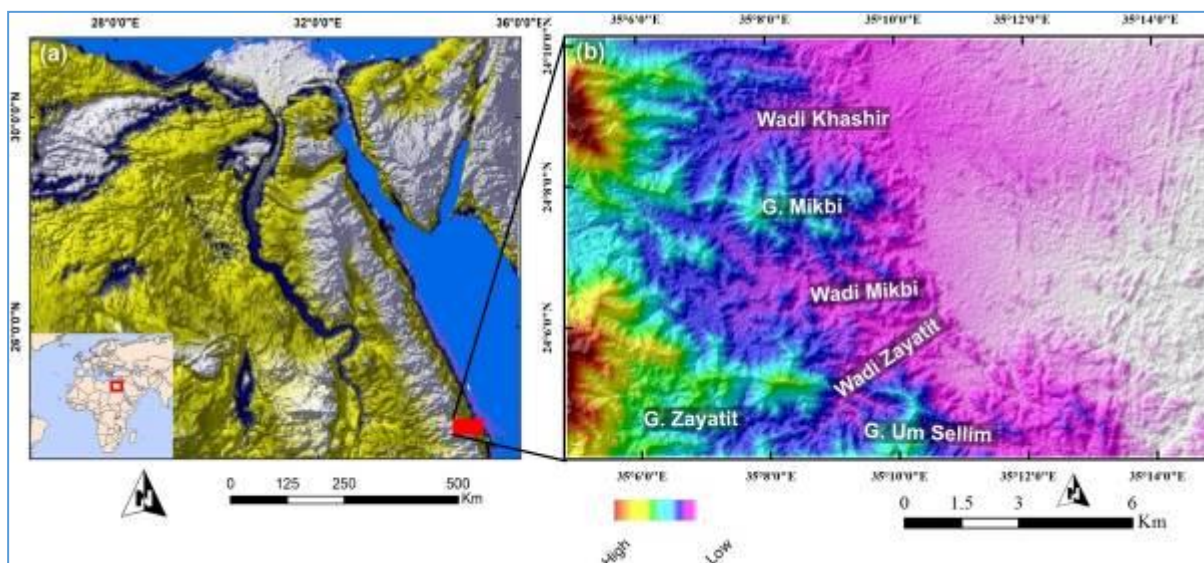 28°0'0"E 32°0'0"E 36°0'0"E
(a)
30°0'0"N
26°0'0"N
N
0 125 250 500
Km
35°6'0"E 35°8'0"E 35°10'0"E 35°12'0"E 35°14'0"E
(b)
24°10'0"N
24°8'0"N
24°6'0"N
Wadi Khashir
G. Mikbi
Wadi Mikbi
Wadi Zayatit
G. Zayatit
G. Um Sellim
35°6'0"E 35°8'0"E 35°10'0"E 35°12'0"E 35°14'0"E
High Low
N
0 1.5 3 6
Km